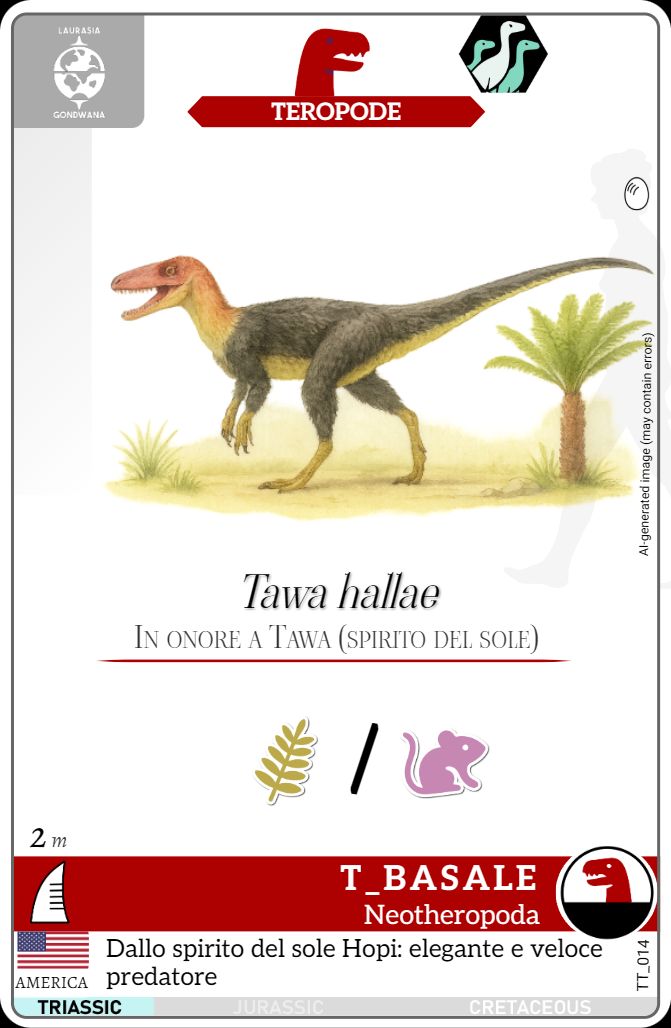 LAURASIA
GONDWANA
TEROPODE
AI-generated image (may contain errors)
Tawa hallae
In onore a Tawa (spirito del sole)
/
2 m
T_BASALE
Neotheropoda
Dallo spirito del sole Hopi: elegante e veloce
predatore
AMERICA
TT_014
TRIASSIC
JURASSIC
CRETACEOUS